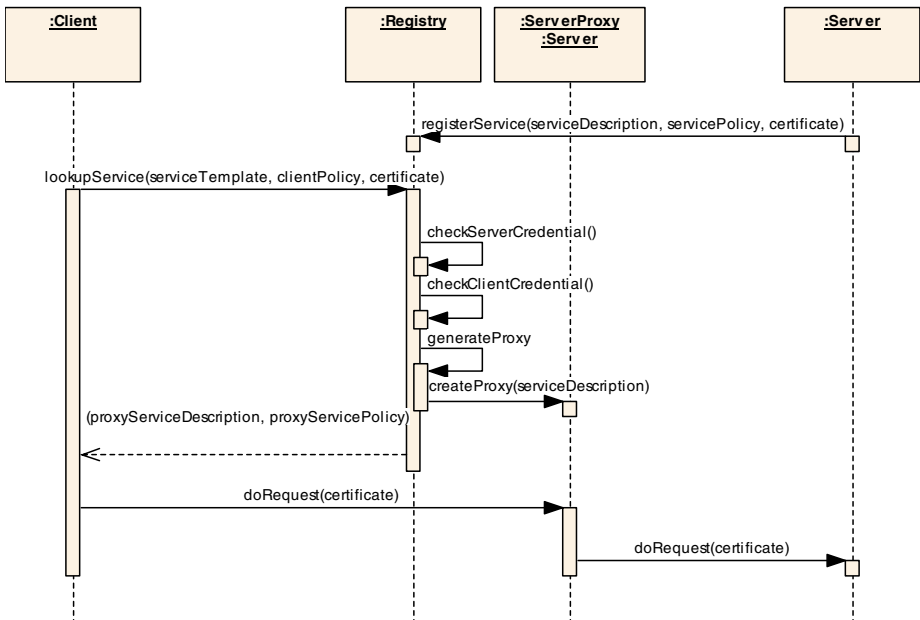 :Client
:Registry
:ServerProxy
:Server
:Server
registerService(serviceDescription, servicePolicy, certificate)
lookupService(serviceTemplate, clientPolicy, certificate)
checkServerCredential()
checkClientCredential()
generateProxy
createProxy(serviceDescription)
(proxyServiceDescription, proxyServicePolicy)
doRequest(certificate)
doRequest(certificate)